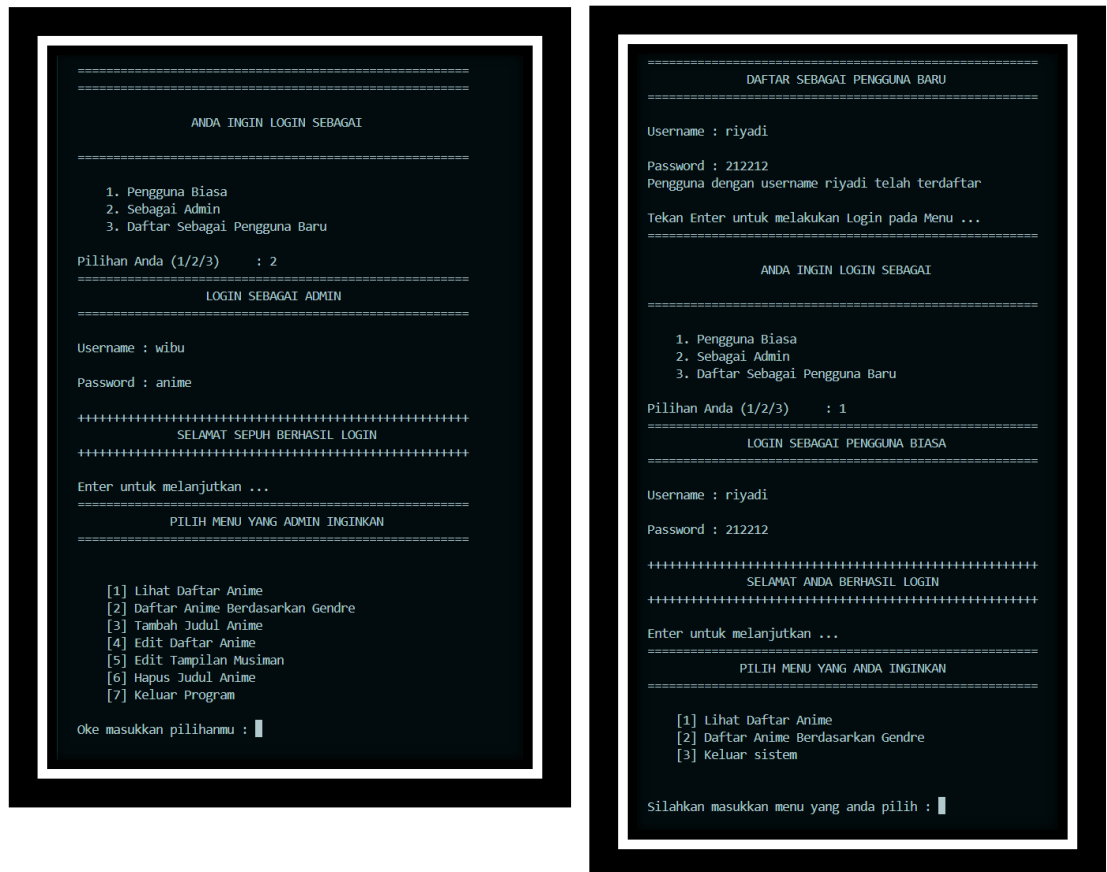 ======================================================
======================================================
ANDA INGIN LOGIN SEBAGAI
======================================================
1. Pengguna Biasa
2. Sebagai Admin
3. Daftar Sebagai Pengguna Baru
Pilihan Anda (1/2/3)     : 2
======================================================
LOGIN SEBAGAI ADMIN
======================================================
Username : wibu
Password : anime
++++++++++++++++++++++++++++++++++++++++++++++++++++++
SELAMAT SEPUH BERHASIL LOGIN
++++++++++++++++++++++++++++++++++++++++++++++++++++++
Enter untuk melanjutkan ...
======================================================
PILIH MENU YANG ADMIN INGINKAN
======================================================
[1] Lihat Daftar Anime
[2] Daftar Anime Berdasarkan Gendre
[3] Tambah Judul Anime
[4] Edit Daftar Anime
[5] Edit Tampilan Musiman
[6] Hapus Judul Anime
[7] Keluar Program
Oke masukkan pilihanmu :
======================================================
DAFTAR SEBAGAI PENGGUNA BARU
======================================================
Username : riyadi
Password : 212212
Pengguna dengan username riyadi telah terdaftar
Tekan Enter untuk melakukan Login pada Menu ...
======================================================
ANDA INGIN LOGIN SEBAGAI
======================================================
1. Pengguna Biasa
2. Sebagai Admin
3. Daftar Sebagai Pengguna Baru
Pilihan Anda (1/2/3)     : 1
======================================================
LOGIN SEBAGAI PENGGUNA BIASA
======================================================
Username : riyadi
Password : 212212
++++++++++++++++++++++++++++++++++++++++++++++++++++++
SELAMAT ANDA BERHASIL LOGIN
++++++++++++++++++++++++++++++++++++++++++++++++++++++
Enter untuk melanjutkan ...
======================================================
PILIH MENU YANG ANDA INGINKAN
======================================================
[1] Lihat Daftar Anime
[2] Daftar Anime Berdasarkan Gendre
[3] Keluar sistem
Silahkan masukkan menu yang anda pilih :